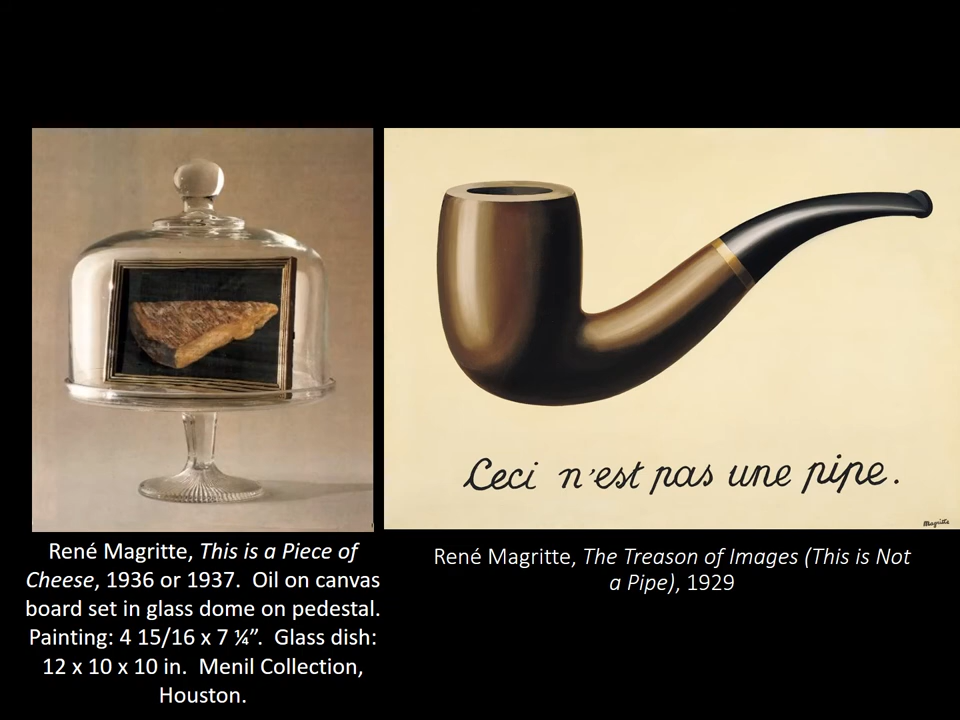 Ceci n'est pas une pipe.
Magritte
René Magritte, This is a Piece of
Cheese, 1936 or 1937.  Oil on canvas
board set in glass dome on pedestal.
Painting: 4 15/16 x 7 ¼”.  Glass dish:
12 x 10 x 10 in.  Menil Collection,
Houston.
René Magritte, The Treason of Images (This is Not
a Pipe), 1929